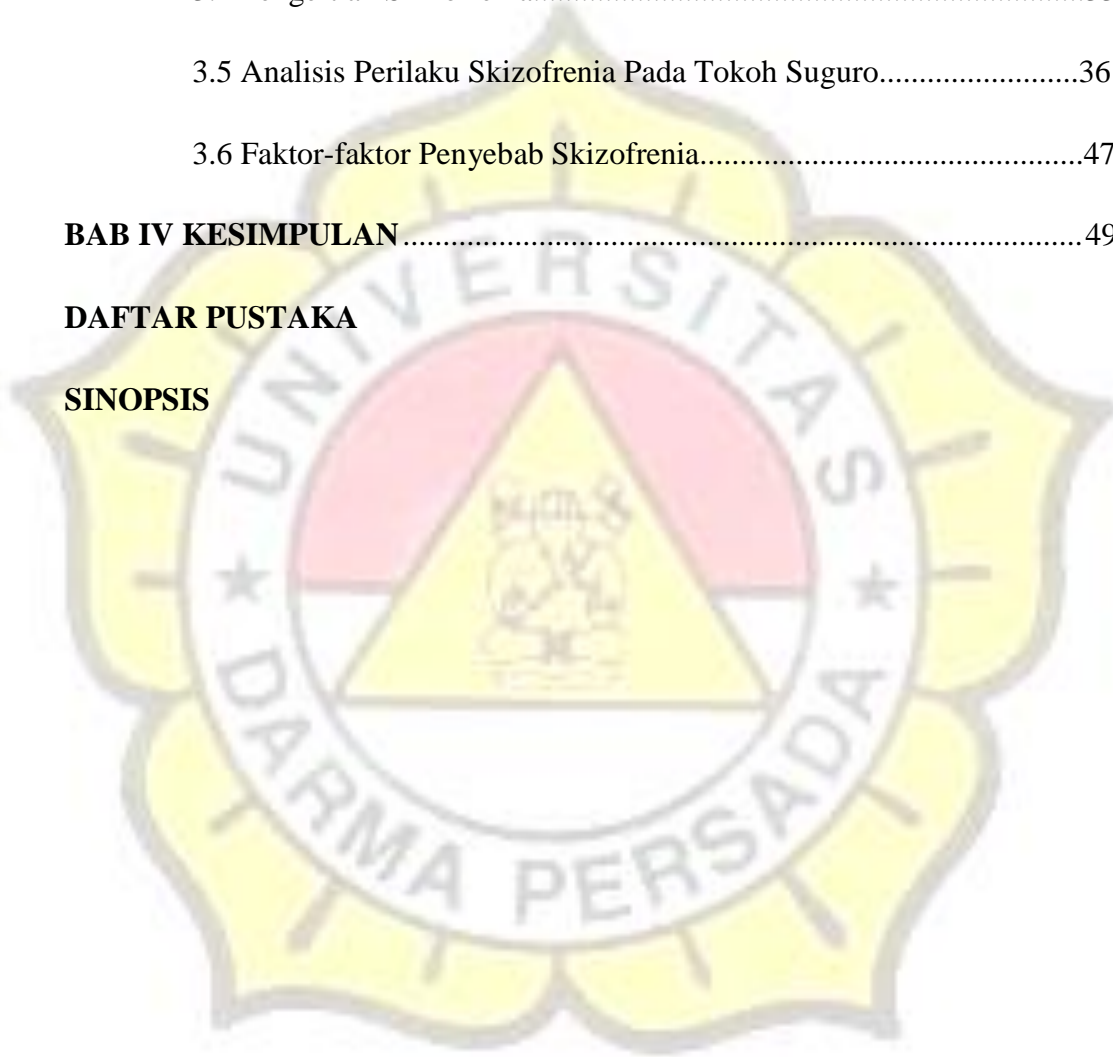 3.5 Analisis Perilaku Skizofrenia Pada Tokoh Suguro........................36
3.6 Faktor-faktor Penyebab Skizofrenia..............................................47
BAB IV KESIMPULAN................................................................................49
DAFTAR PUSTAKA
SINOPSIS
UNIVERSITAS
DARMA PERSADA